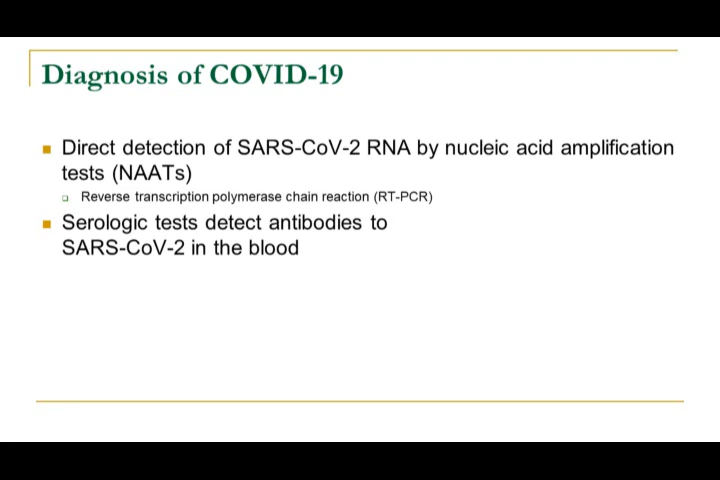 Diagnosis of COVID-19
Direct detection of SARS-CoV-2 RNA by nucleic acid amplification
tests (NAATs)
Reverse transcription polymerase chain reaction (RT-PCR)
Serologic tests detect antibodies to
SARS-CoV-2 in the blood